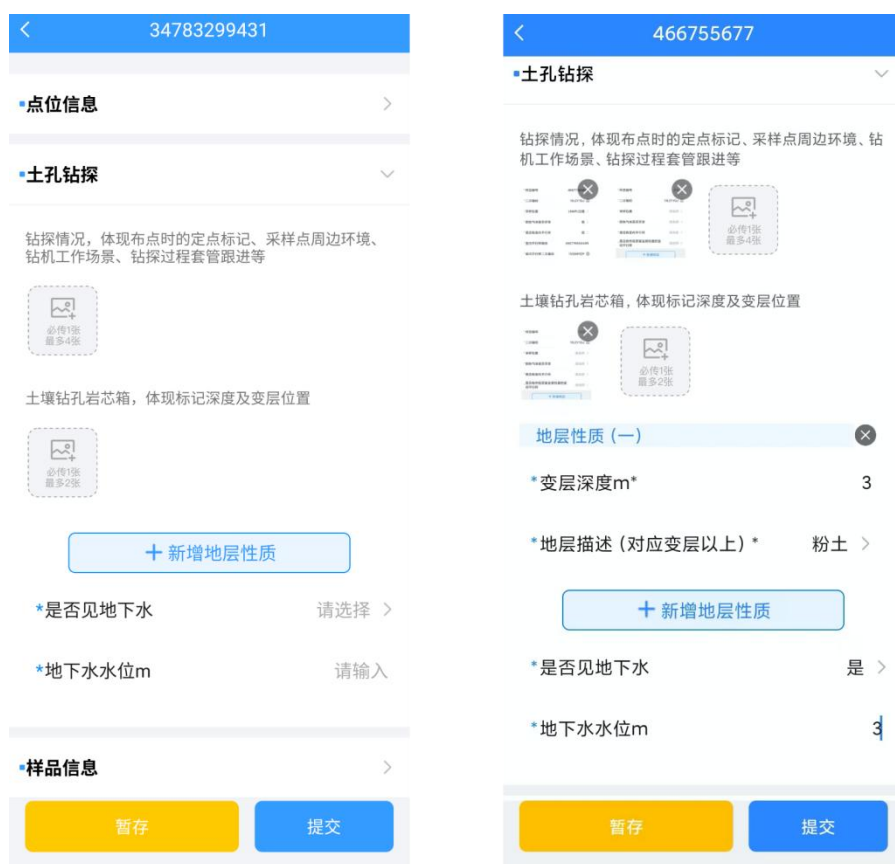 34783299431
点位信息
土孔钻探
钻探情况，体现布点时的定点标记、采样点周边环境、
钻机工作场景、钻探过程套管跟进等
必传1张
最多4张
土壤钻孔岩芯箱，体现标记深度及变层位置
必传1张
最多2张
新增地层性质
*是否见地下水 请选择
*地下水水位m 请输入
样品信息
暂存 提交
466755677
土孔钻探
钻探情况，体现布点时的定点标记、采样点周边环境、钻
机工作场景、钻探过程套管跟进等
必传1张
最多4张
土壤钻孔岩芯箱，体现标记深度及变层位置
必传1张
最多2张
地层性质（一）
*变层深度m* 3
*地层描述（对应变层以上）* 粉土
新增地层性质
*是否见地下水 是
*地下水水位m 3
暂存 提交